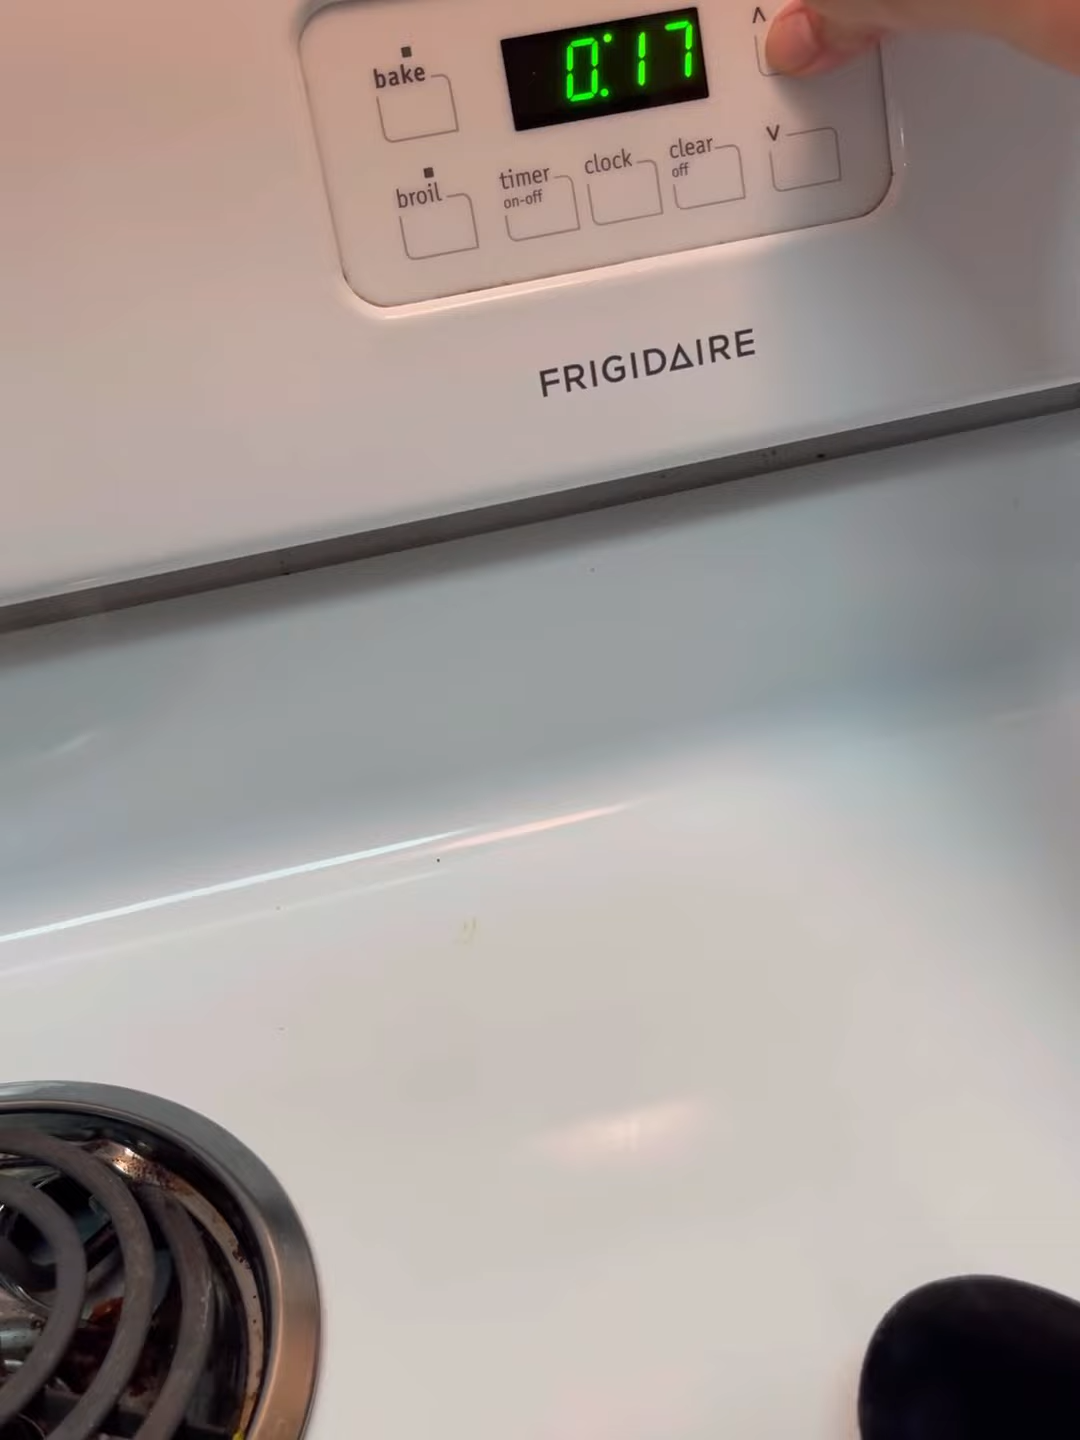 bake
0:17
^
broil
timer
on-off
clock
clear
off
v
FRIGIDAIRE